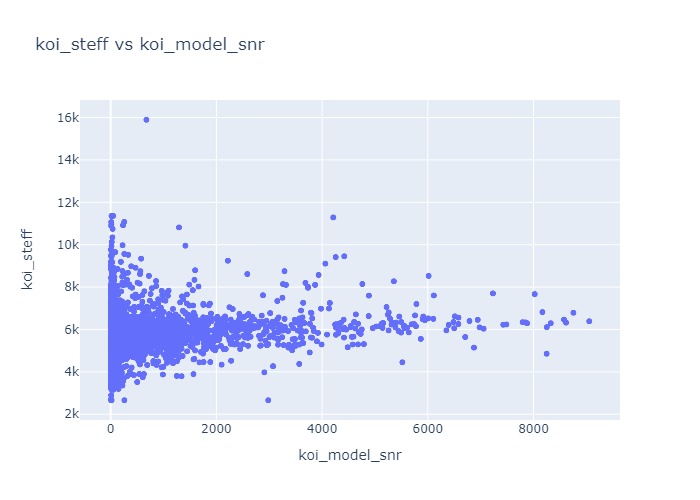 koi_steff vs koi_model_snr
16k
14k
12k
10k
8k
6k
4k
2k
koi_steff
0 2000 4000 6000 8000
koi_model_snr